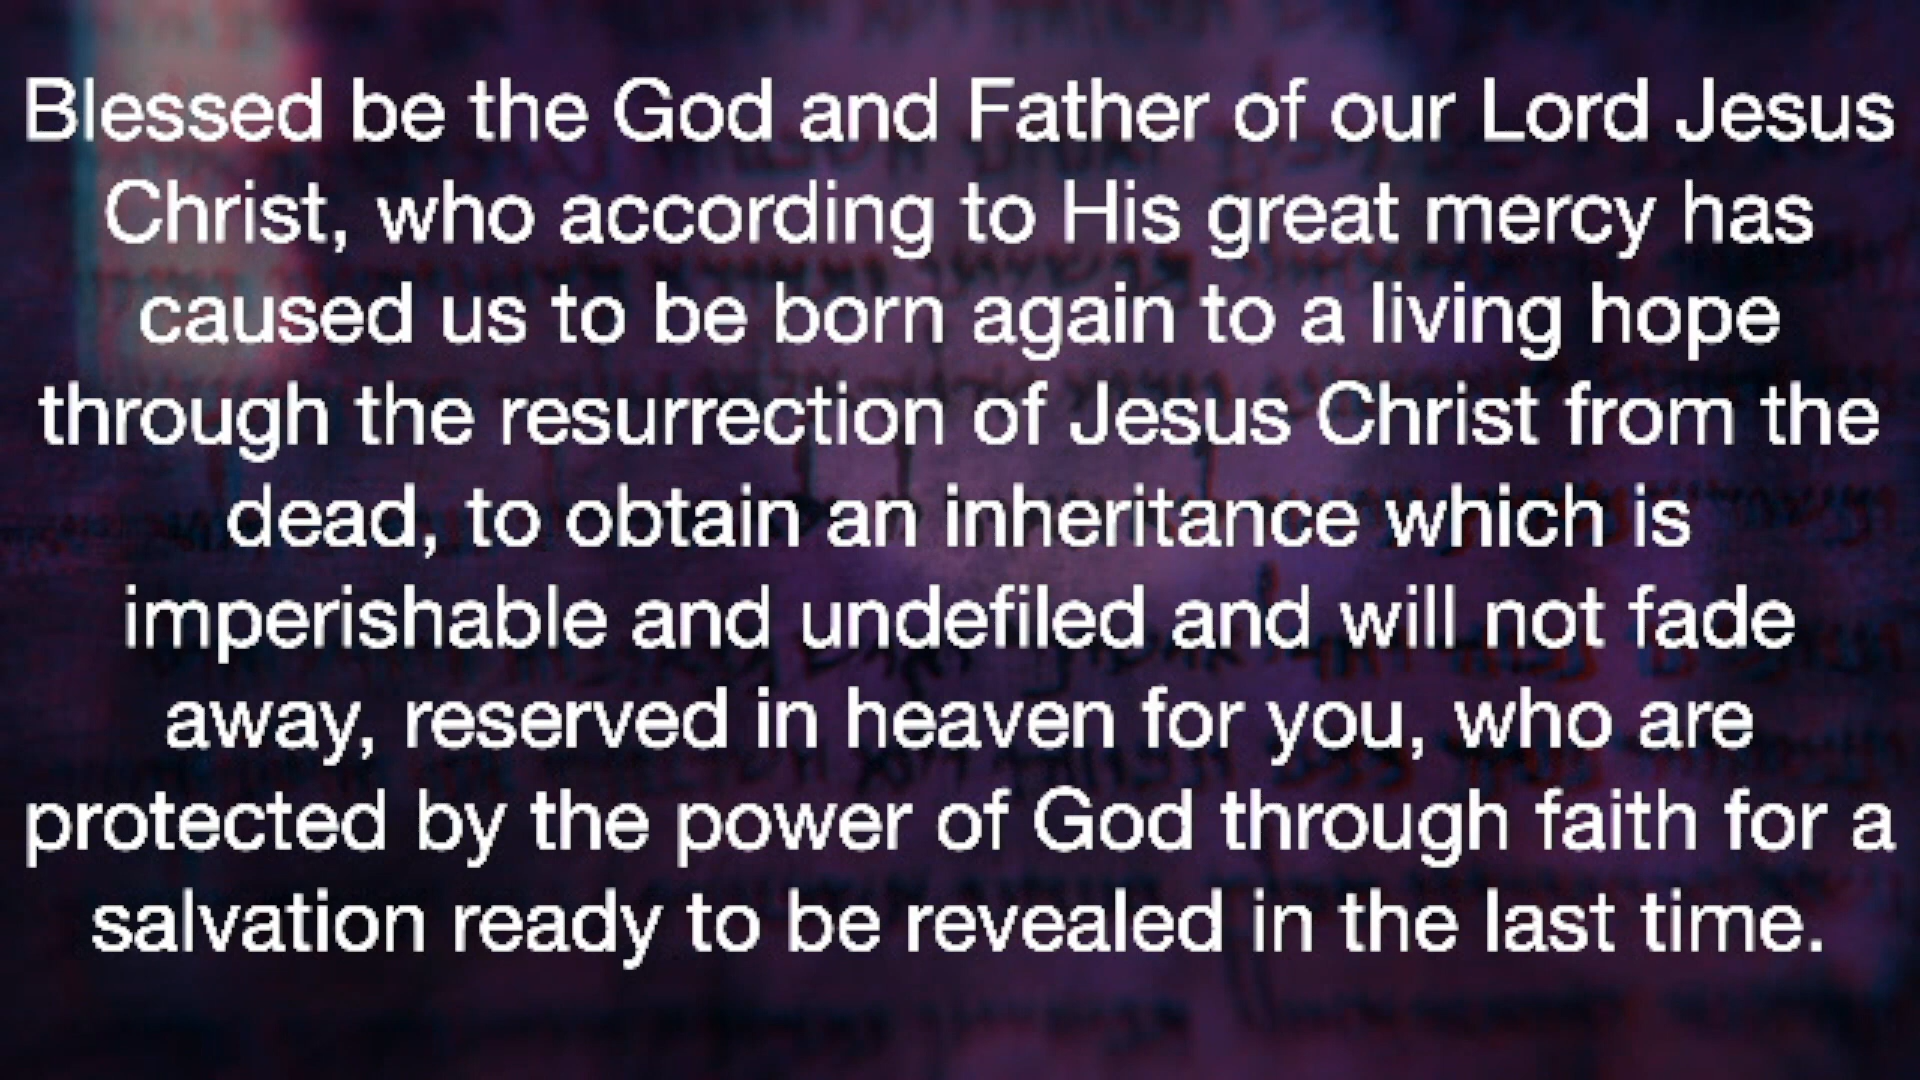 Blessed be the God and Father of our Lord Jesus
Christ, who according to His great mercy has
caused us to be born again to a living hope
through the resurrection of Jesus Christ from the
dead, to obtain an inheritance which is
imperishable and undefiled and will not fade
away, reserved in heaven for you, who are
protected by the power of God through faith for a
salvation ready to be revealed in the last time.